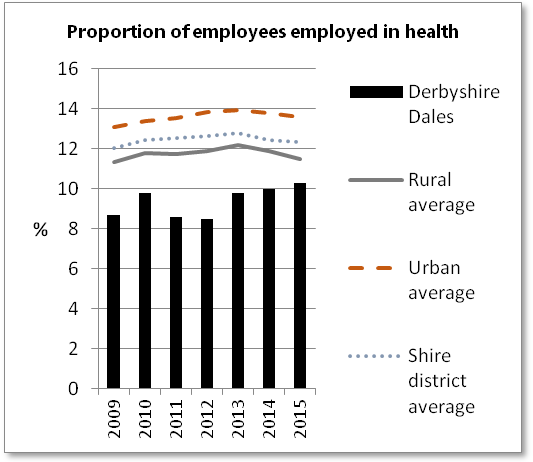 Proportion of employees employed in health
16
14
12
10
8
6
4
2
0
%
2009
2010
2011
2012
2013
2014
2015
Derbyshire
Dales
Rural
average
Urban
average
Shire
district
average